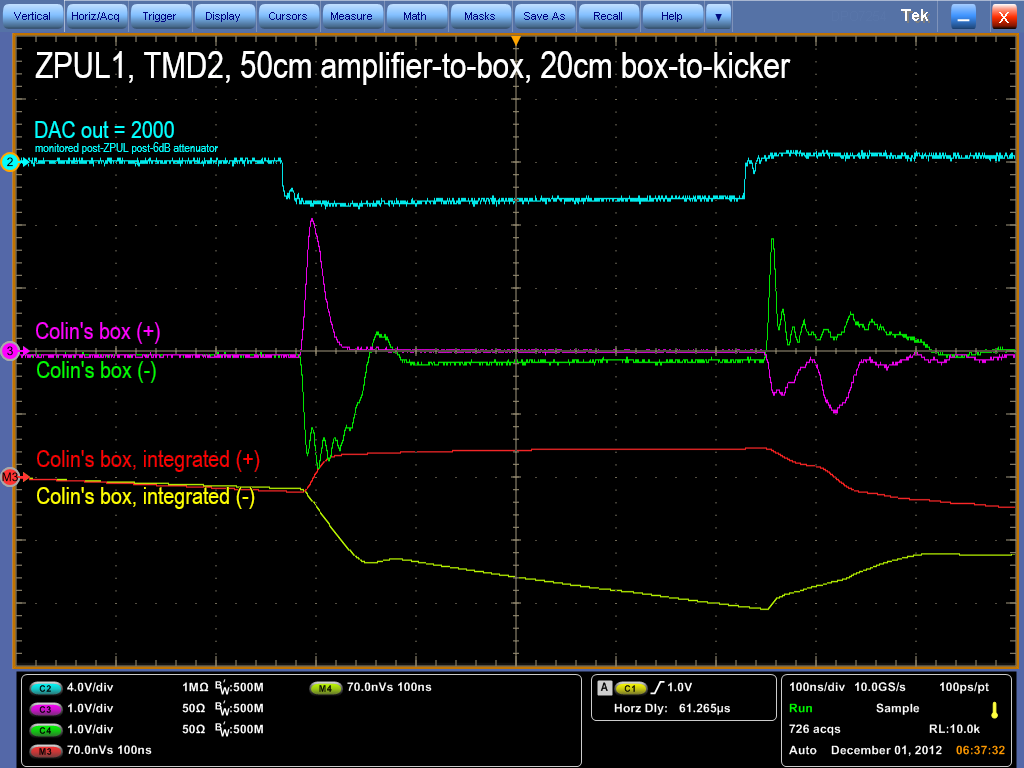 Vertical Horiz/Acq Trigger Display Cursors Measure Math Masks Save As Recall Help Tek X
ZPUL1, TMD2, 50cm amplifier-to-box, 20cm box-to-kicker
DAC out = 2000
monitored post-ZPUL post-6dB attenuator
2
Colin's box (+)
3
Colin's box (-)
Colin's box, integrated (+)
M3
Colin's box, integrated (-)
C2 4.0V/div 1MΩ BW:500M
C3 1.0V/div 50Ω BW:500M
C4 1.0V/div 50Ω BW:500M
M3 70.0nVs 100ns
M4 70.0nVs 100ns
A C1 1.0V
Horz Dly: 61.265µs
100ns/div 10.0GS/s 100ps/pt
Run Sample
726 acqs RL:10.0k
Auto December 01, 2012 06:37:32